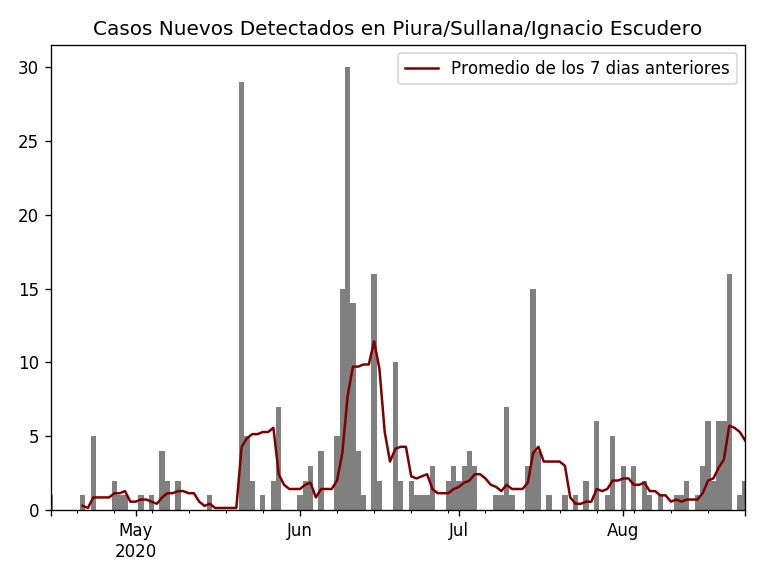 Casos Nuevos Detectados en Piura/Sullana/Ignacio Escudero
Promedio de los 7 dias anteriores
30
25
20
15
10
5
0
May Jun Jul Aug
2020